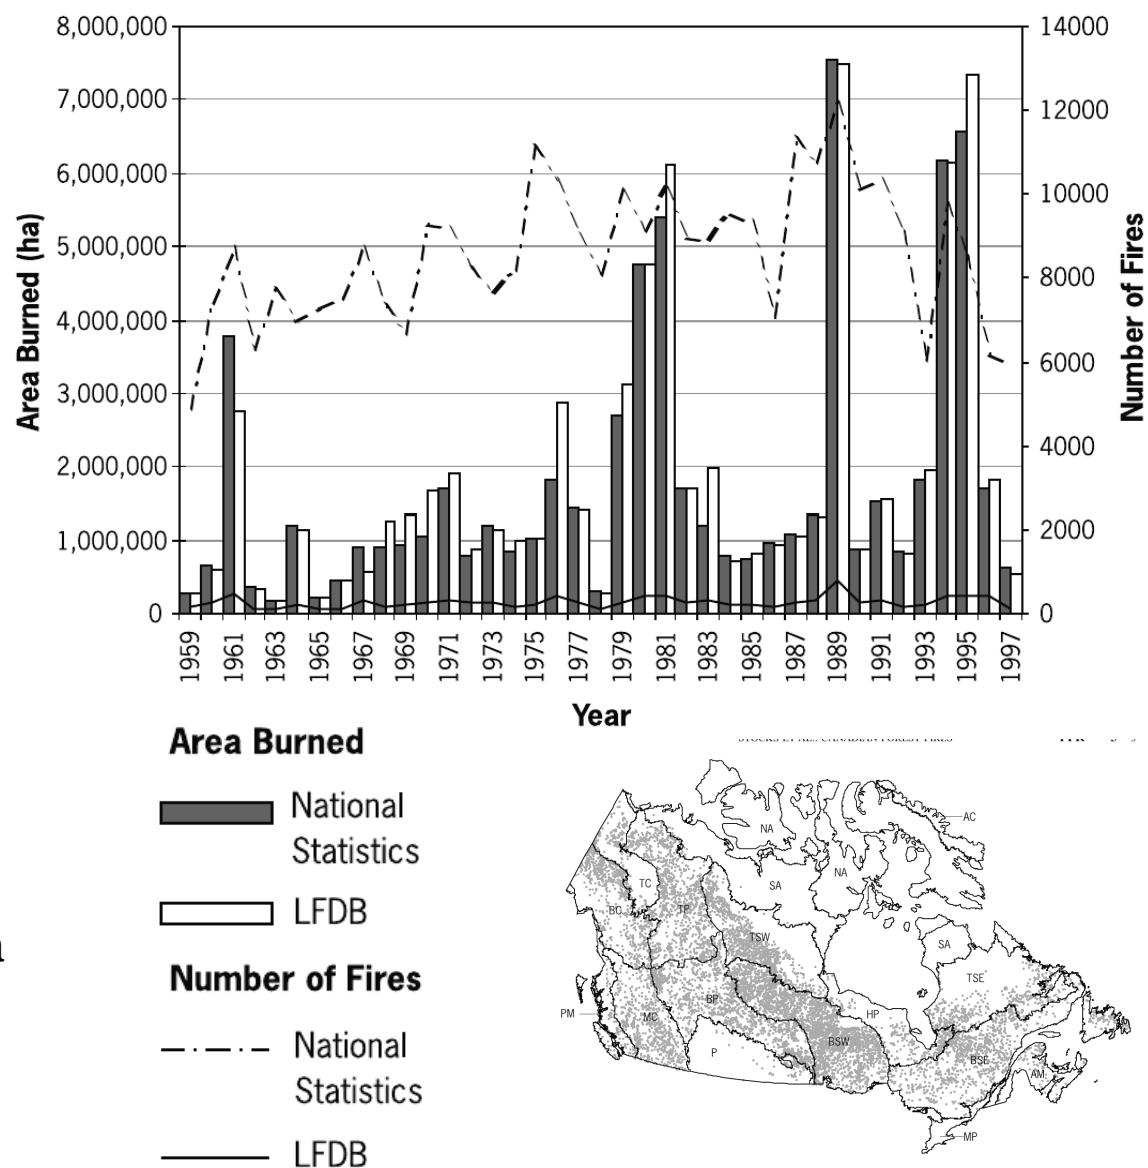 8,000,000
7,000,000
6,000,000
5,000,000
4,000,000
3,000,000
2,000,000
1,000,000
0
Area Burned (ha)
14000
12000
10000
8000
6000
4000
2000
0
Number of Fires
1959 1961 1963 1965 1967 1969 1971 1973 1975 1977 1979 1981 1983 1985 1987 1989 1991 1993 1995 1997
Year
Area Burned
National
Statistics
LFDB
Number of Fires
National
Statistics
LFDB
NA
AC
TC
SA
NA
BC
TP
TSW
SA
TSE
PM
MC
BP
HP
P
BSW
BSE
AM
MP